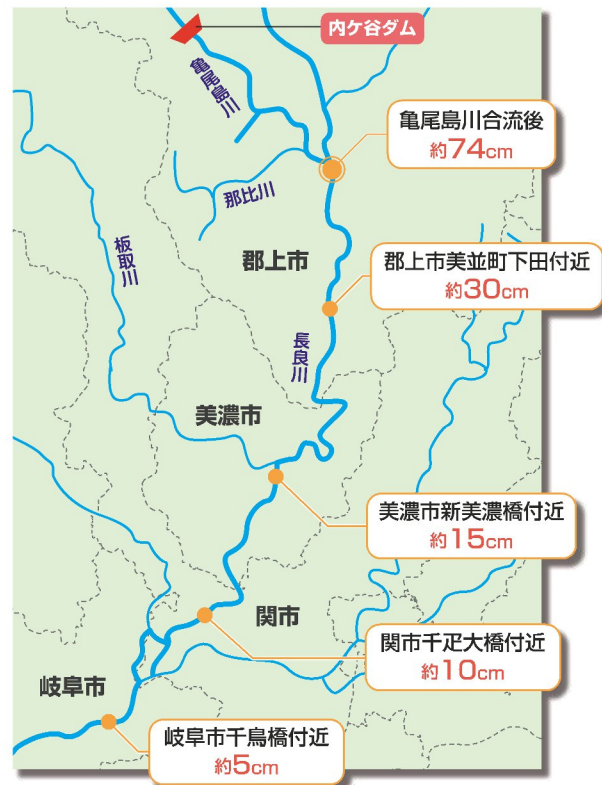 内ケ谷ダム
亀尾島川
亀尾島川合流後
約74cm
那比川
板取川
郡上市
郡上市美並町下田付近
約30cm
長良川
美濃市
美濃市新美濃橋付近
約15cm
関市
関市千疋大橋付近
約10cm
岐阜市
岐阜市千鳥橋付近
約5cm